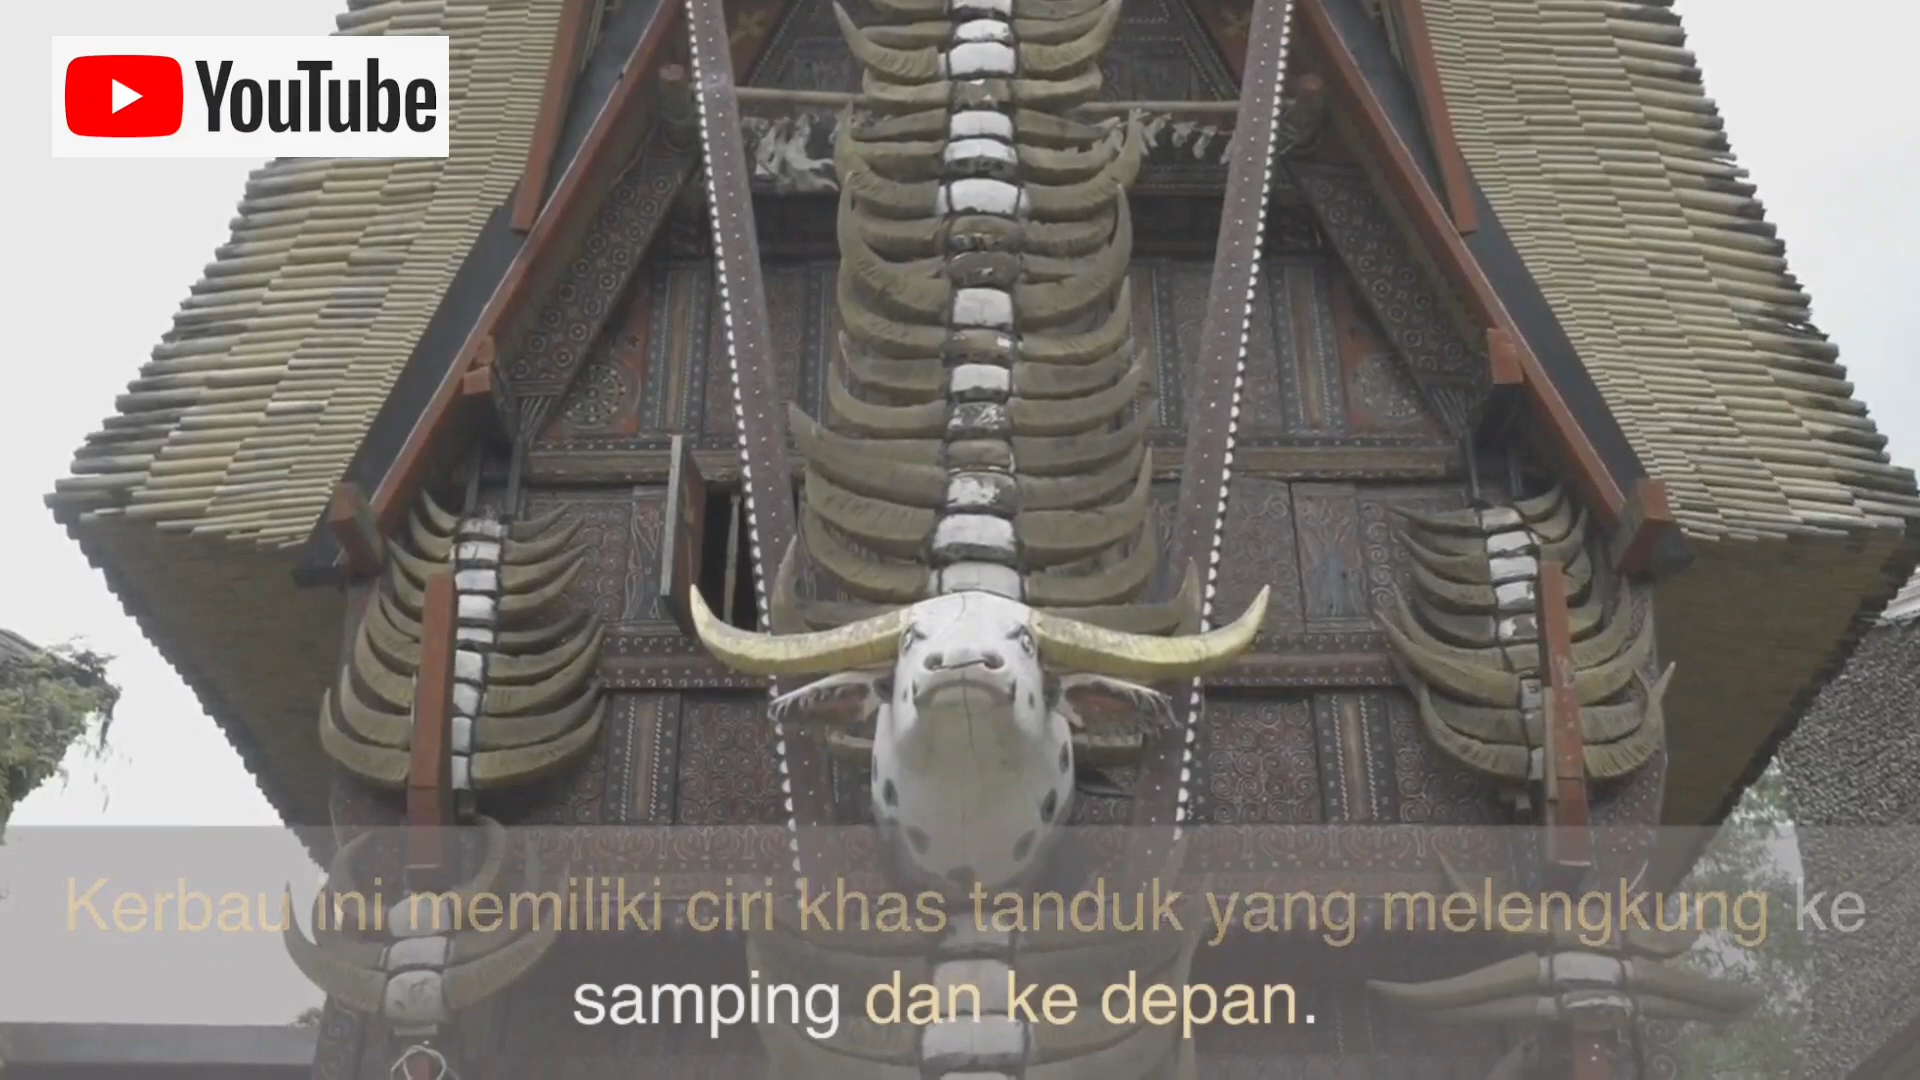 YouTube
Kerbau ini memiliki ciri khas tanduk yang melengkung ke
samping dan ke depan.